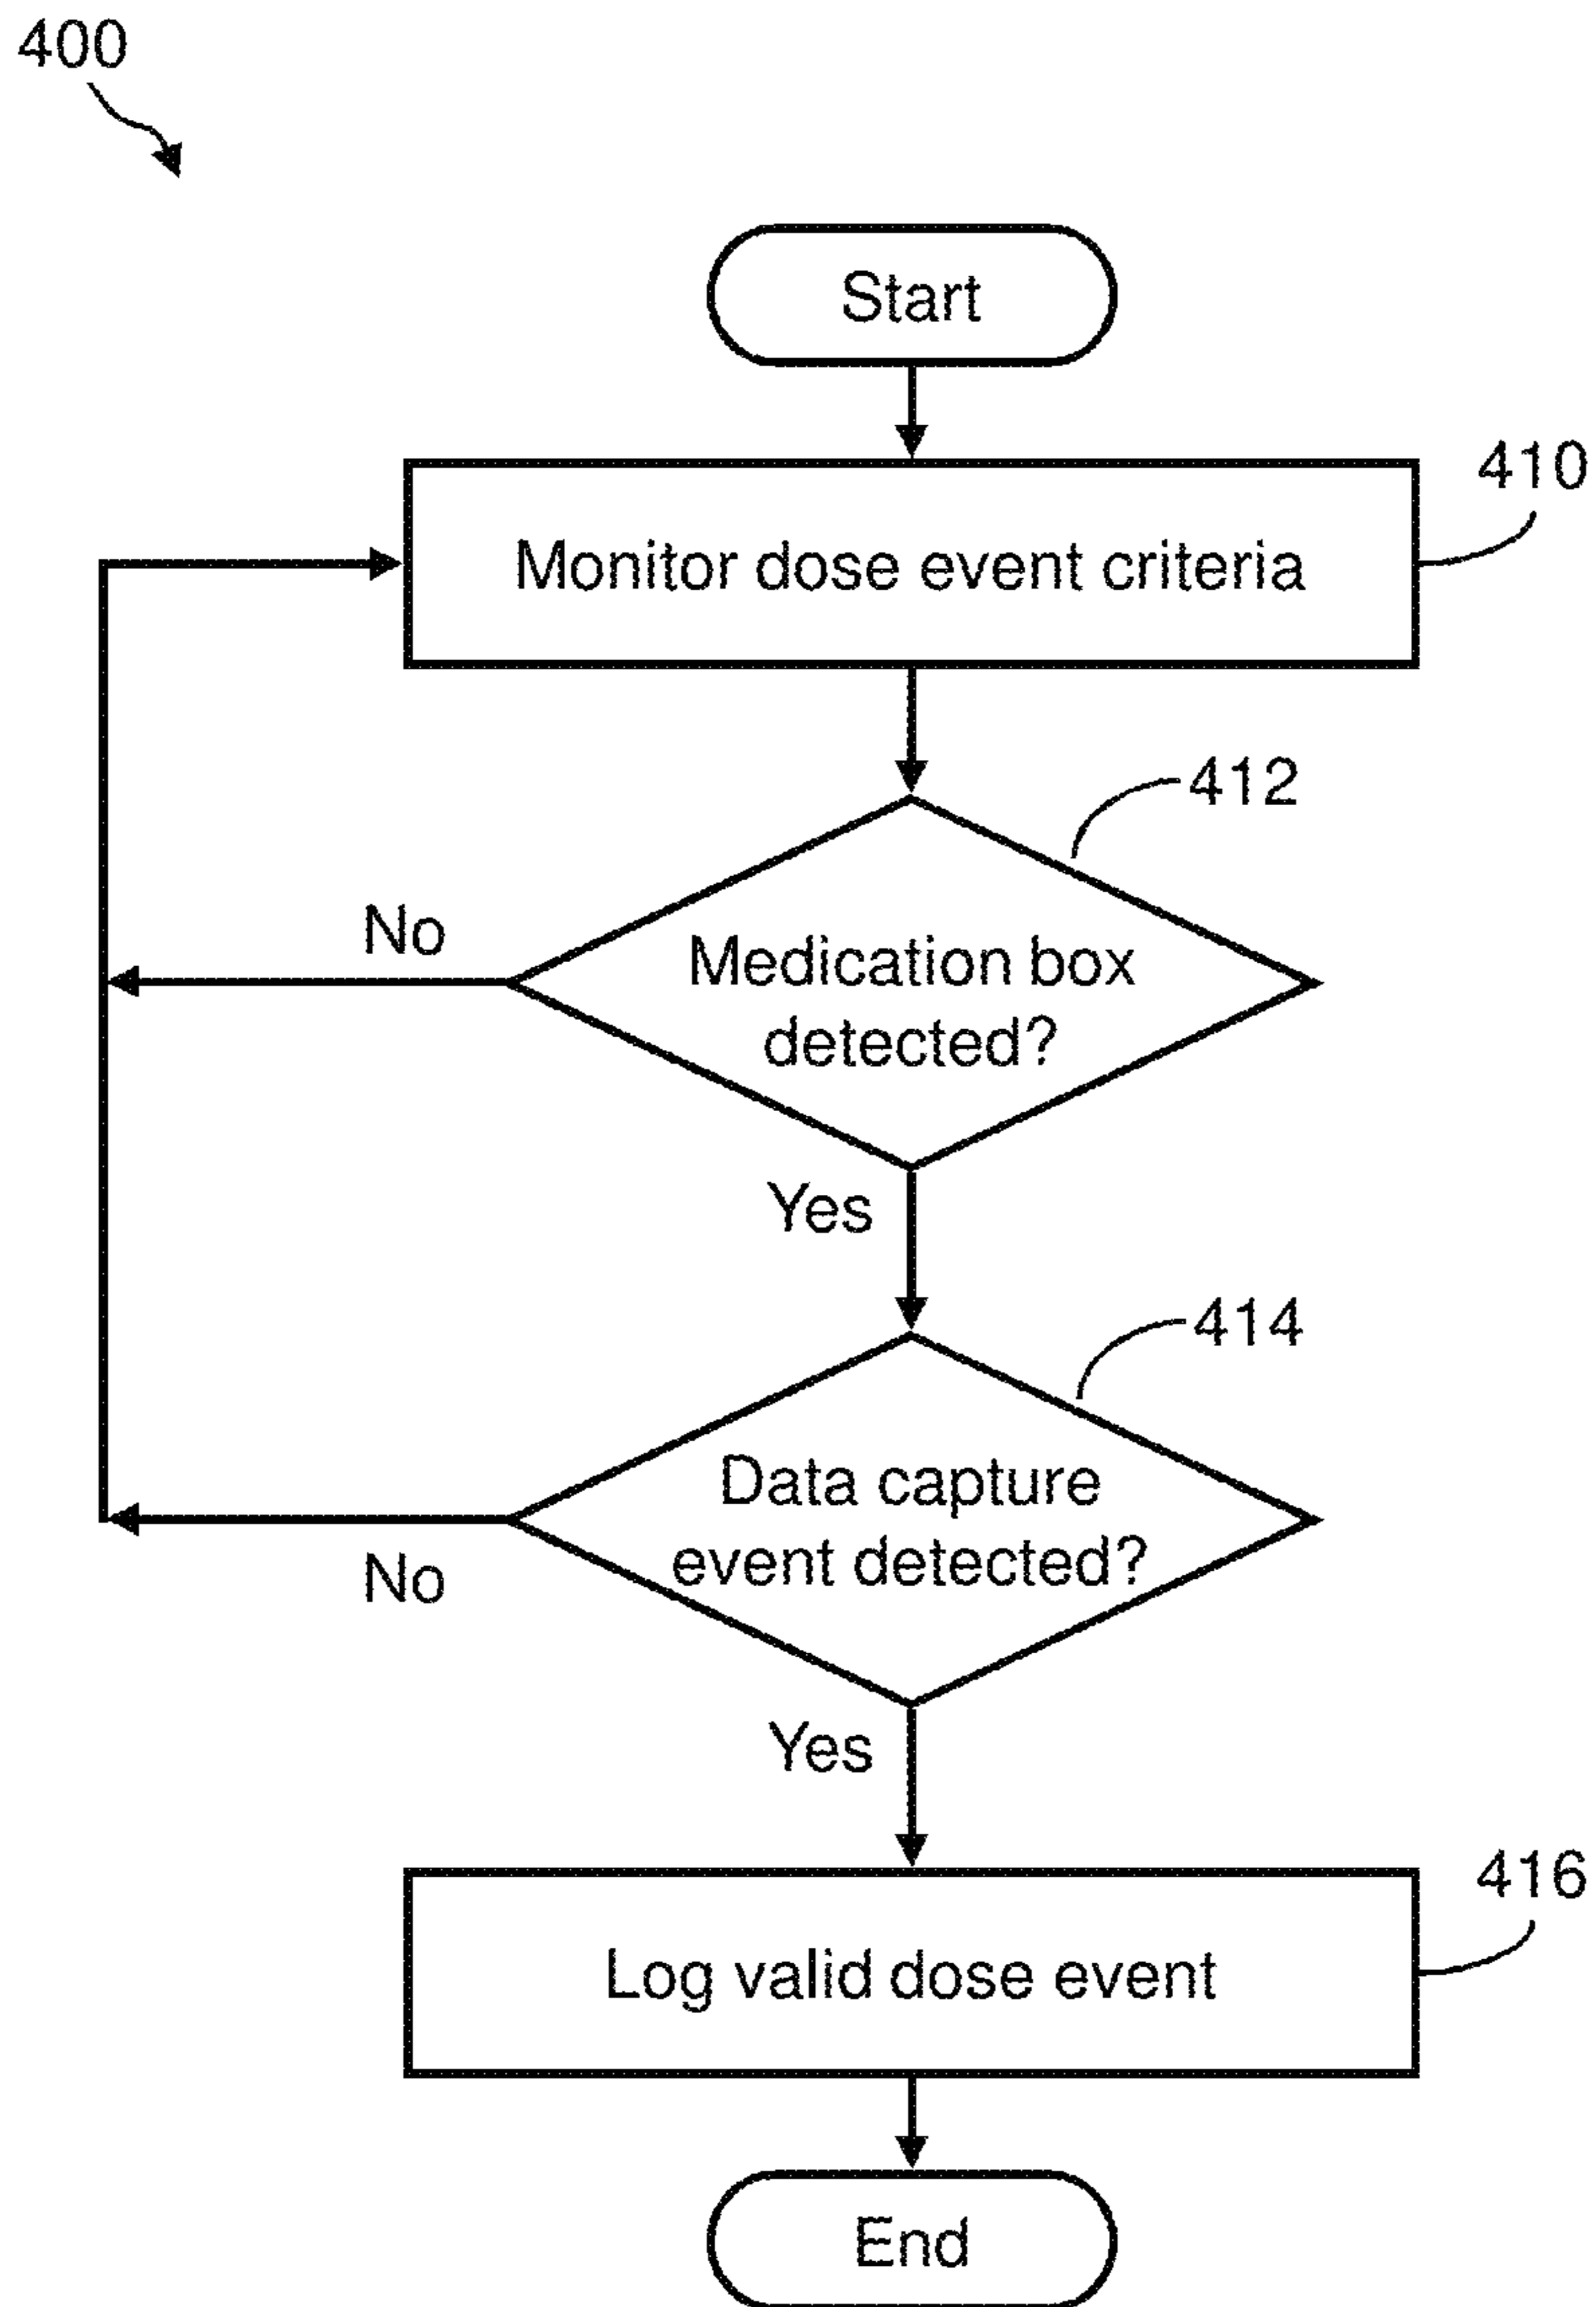 400
Start
410
Monitor dose event criteria
412
No
Medication box
detected?
Yes
414
Data capture
event detected?
No
Yes
416
Log valid dose event
End